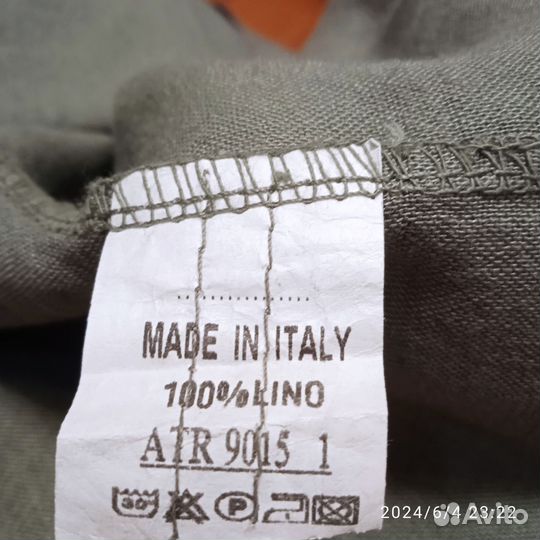 MADE IN ITALY
100% LINO
ATR 9015 1
30°
P
2024/6/4 23:22
Avito